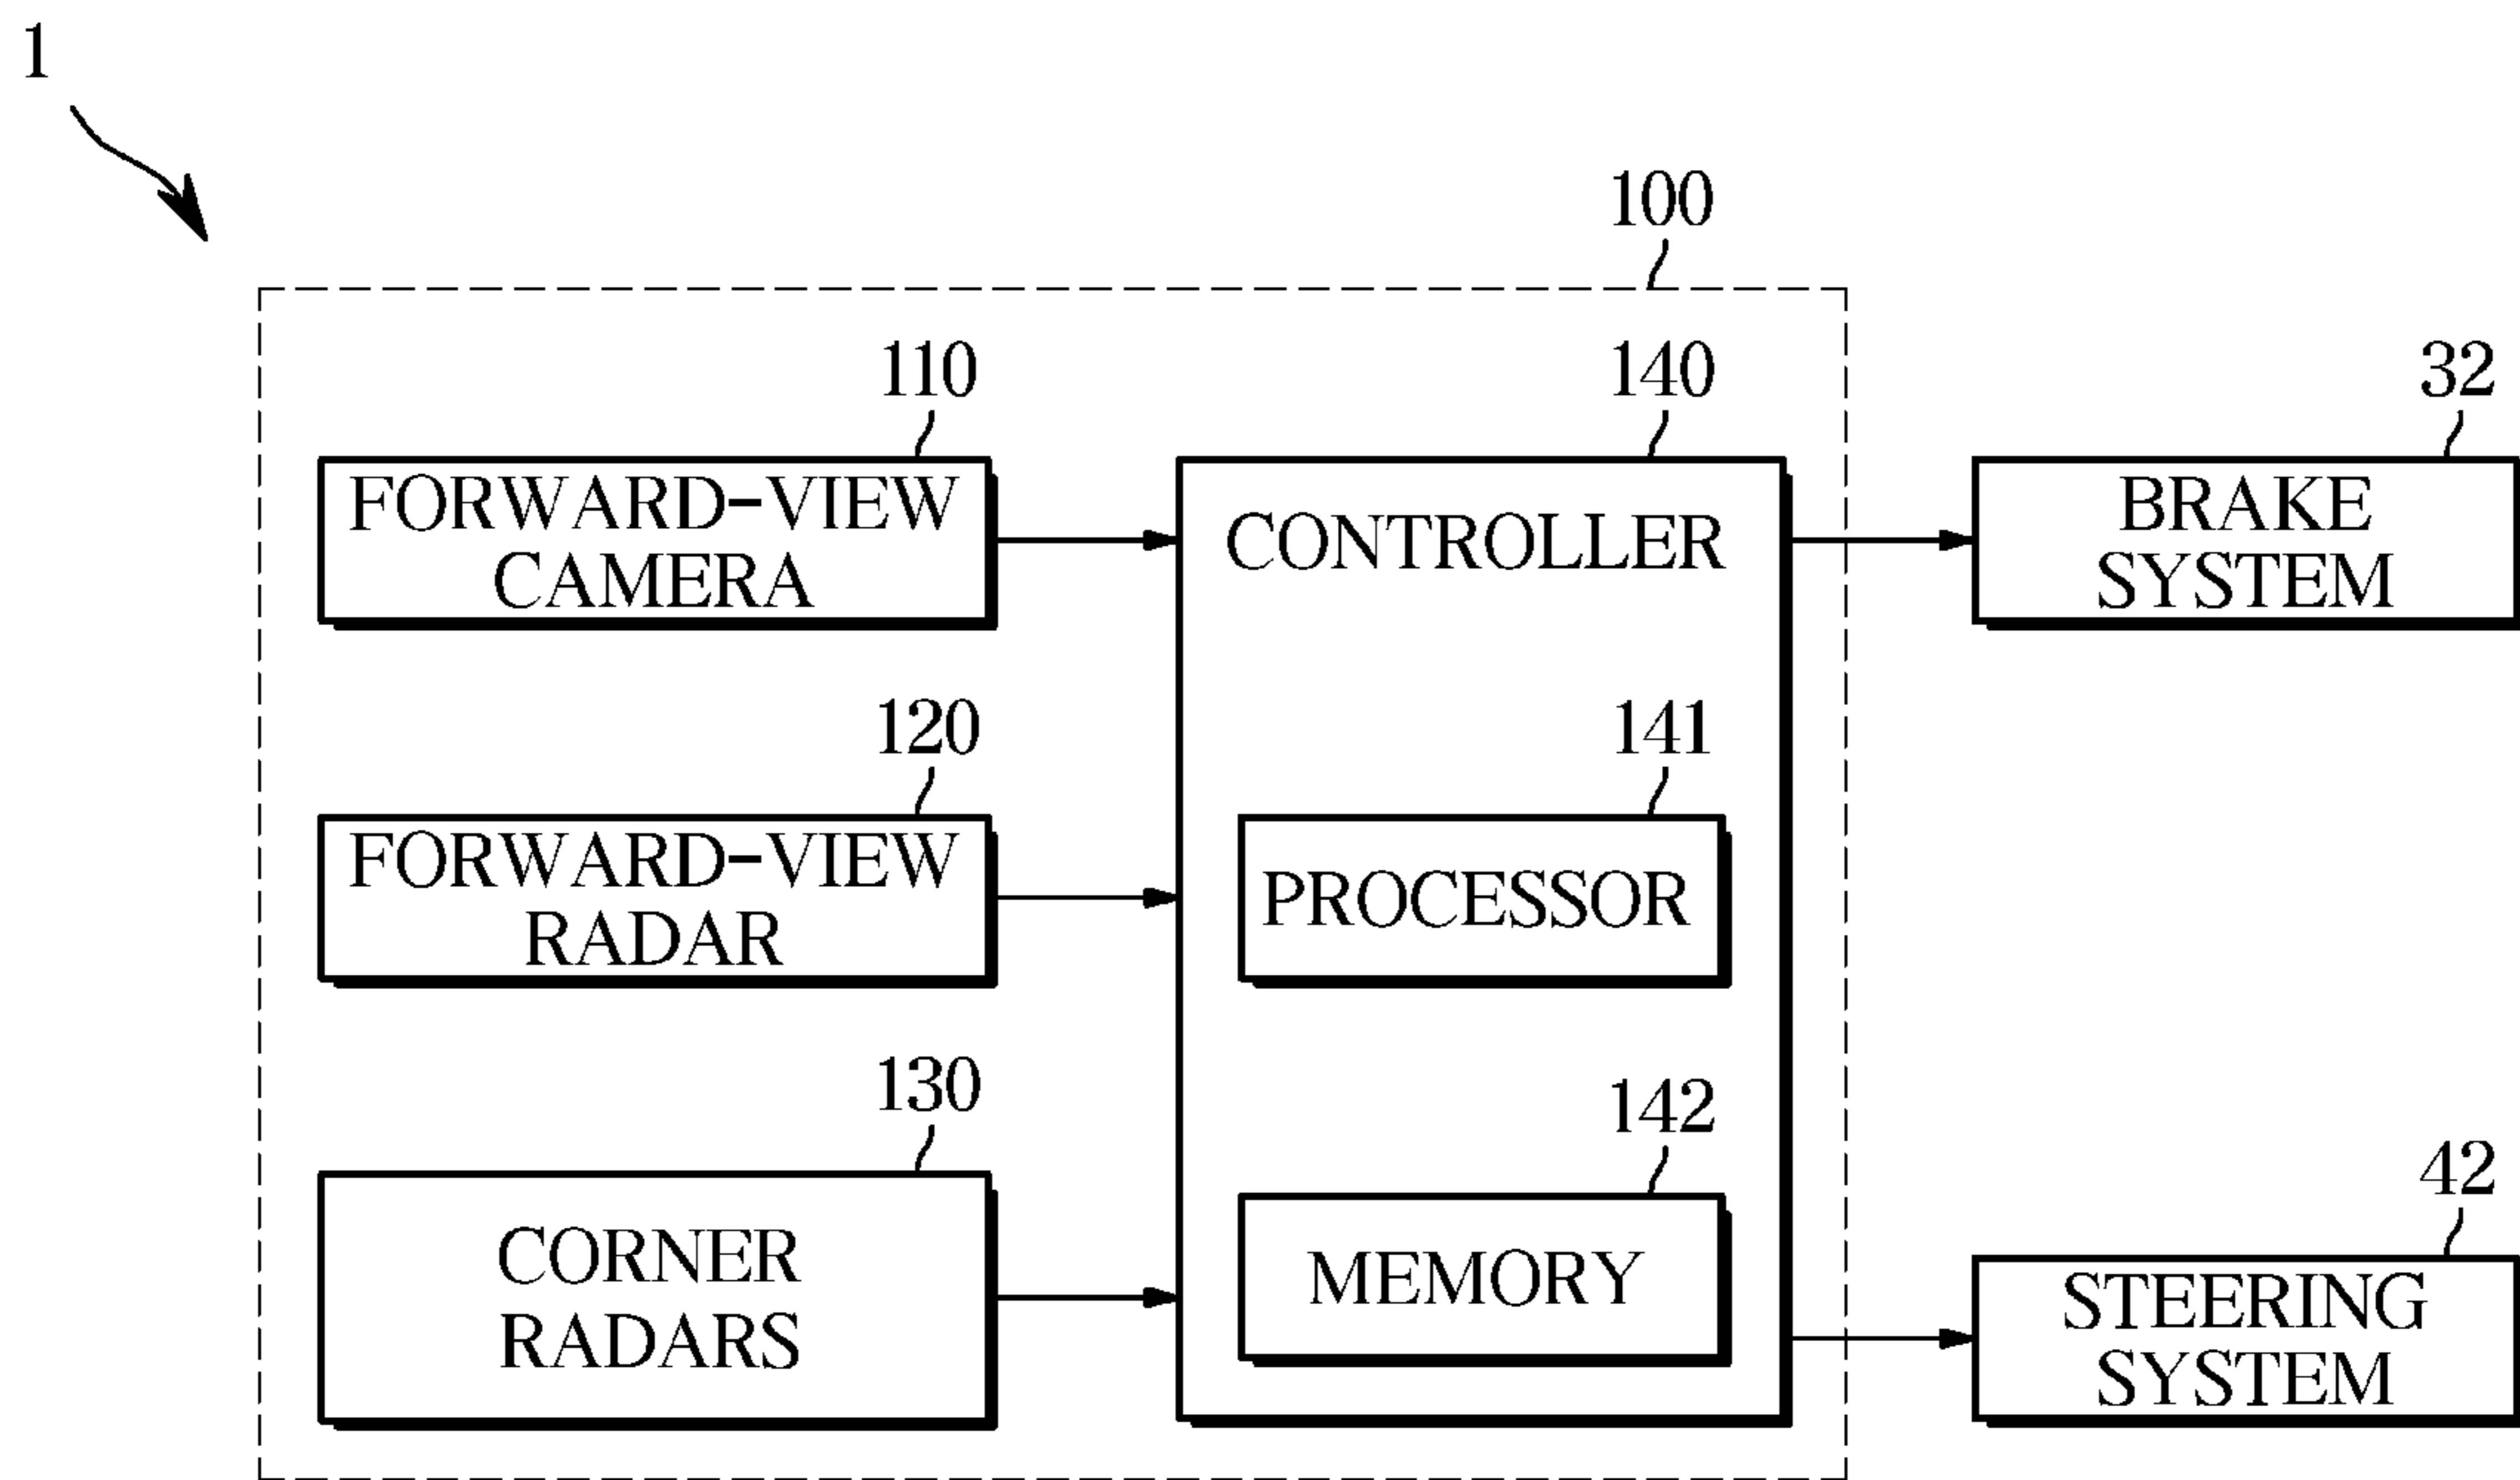 1
100
110
140
32
FORWARD-VIEW
CAMERA
CONTROLLER
BRAKE
SYSTEM
120
141
FORWARD-VIEW
RADAR
PROCESSOR
130
142
42
CORNER
RADARS
MEMORY
STEERING
SYSTEM